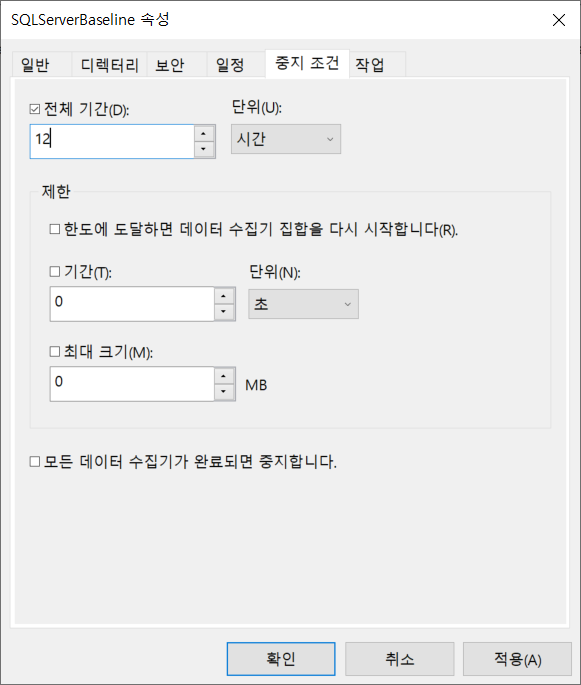 SQLServerBaseline 속성
일반 디렉터리 보안 일정 중지 조건 작업
전체 기간(D): 단위(U):
12 시간
제한
한도에 도달하면 데이터 수집기 집합을 다시 시작합니다(R).
기간(T): 단위(N):
0 초
최대 크기(M):
0 MB
모든 데이터 수집기가 완료되면 중지합니다.
확인 취소 적용(A)